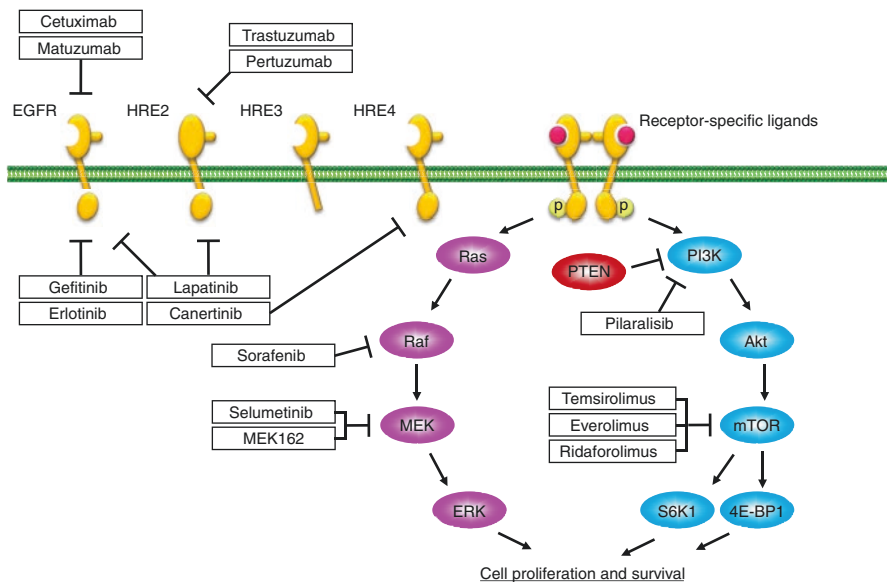 Cetuximab
Matuzumab
Trastuzumab
Pertuzumab
EGFR
HRE2
HRE3
HRE4
Receptor-specific ligands
p
p
Ras
PTEN
PI3K
Gefitinib
Erlotinib
Lapatinib
Canertinib
Pilaralisib
Sorafenib
Raf
Akt
Selumetinib
MEK162
MEK
Temsirolimus
Everolimus
Ridaforolimus
mTOR
ERK
S6K1
4E-BP1
Cell proliferation and survival